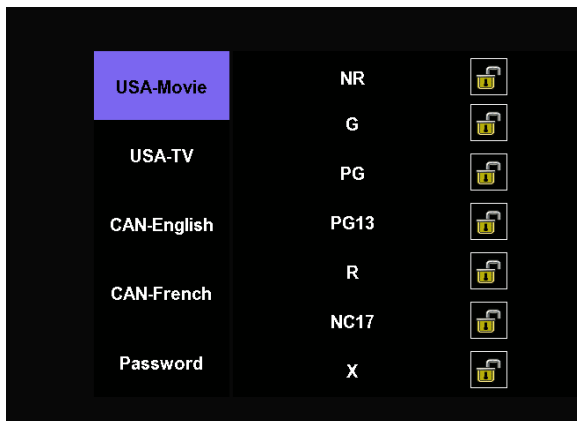 USA-Movie
USA-TV
CAN-English
CAN-French
Password
NR
G
PG
PG13
R
NC17
X